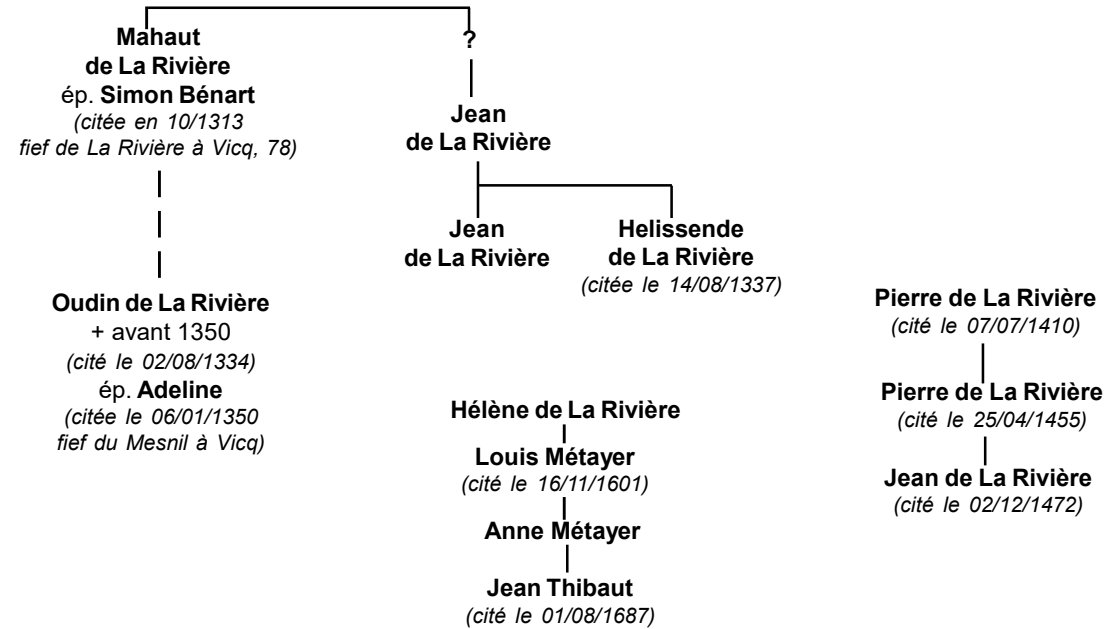 Mahaut
de La Rivière
ép. Simon Bénart
(citée en 10/1313
fief de La Rivière à Vicq, 78)
?
Jean
de La Rivière
Jean
de La Rivière
Helissende
de La Rivière
(citée le 14/08/1337)
Oudin de La Rivière
+ avant 1350
(cité le 02/08/1334)
ép. Adeline
(citée le 06/01/1350
fief du Mesnil à Vicq)
Hélène de La Rivière
Louis Métayer
(cité le 16/11/1601)
Anne Métayer
Jean Thibaut
(cité le 01/08/1687)
Pierre de La Rivière
(cité le 07/07/1410)
Pierre de La Rivière
(cité le 25/04/1455)
Jean de La Rivière
(cité le 02/12/1472)